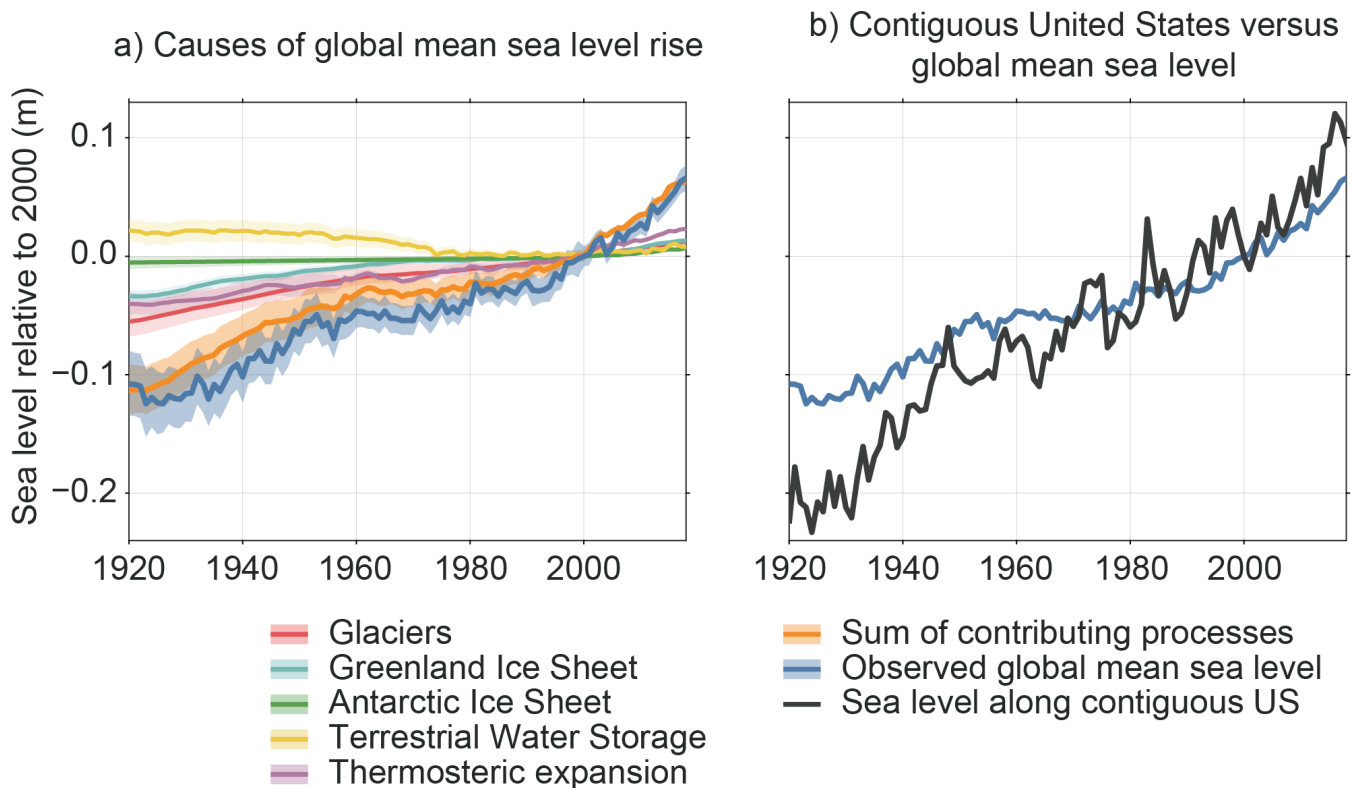 a) Causes of global mean sea level rise
b) Contiguous United States versus
global mean sea level
Sea level relative to 2000 (m)
0.1
0.0
−0.1
−0.2
1920 1940 1960 1980 2000
1920 1940 1960 1980 2000
Glaciers
Greenland Ice Sheet
Antarctic Ice Sheet
Terrestrial Water Storage
Thermosteric expansion
Sum of contributing processes
Observed global mean sea level
Sea level along contiguous US